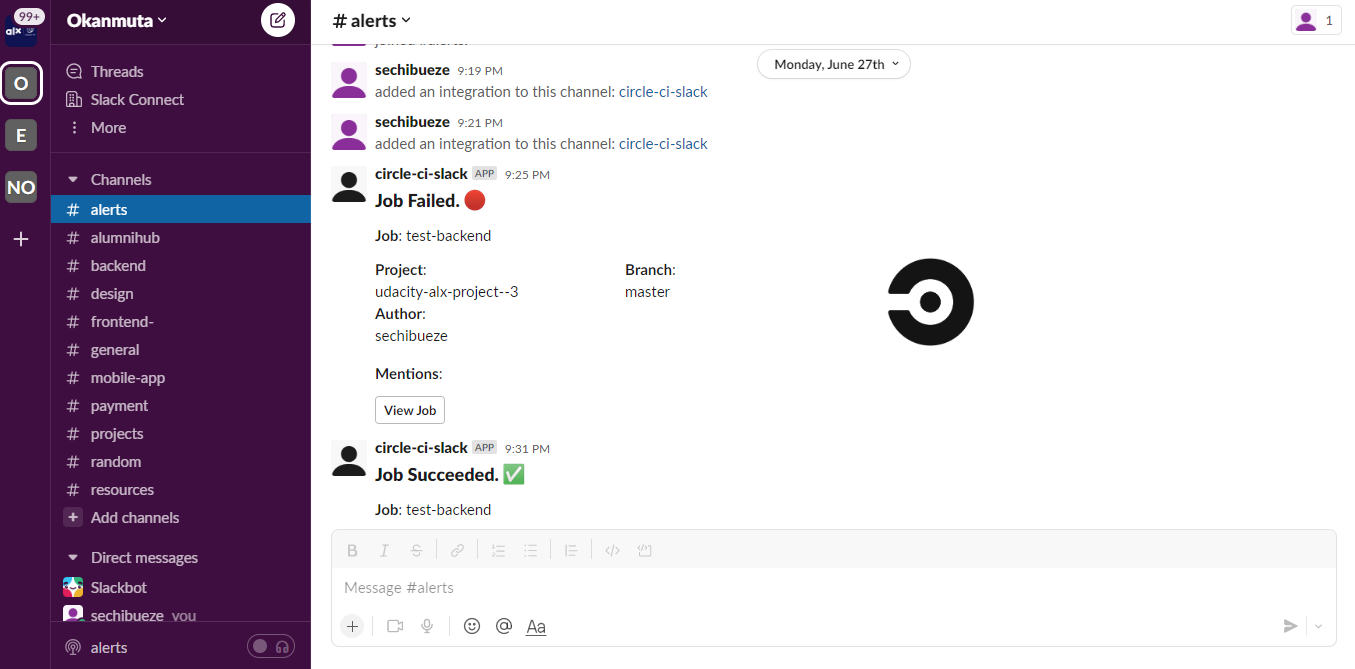 99+
alx
O
E
NO
Okanmuta
Threads
Slack Connect
More
Channels
# alerts
# alumnihub
# backend
# design
# frontend-
# general
# mobile-app
# payment
# projects
# random
# resources
+ Add channels
Direct messages
Slackbot
sechibueze you
alerts
# alerts
1
Monday, June 27th
sechibueze 9:19 PM
added an integration to this channel: circle-ci-slack
sechibueze 9:21 PM
added an integration to this channel: circle-ci-slack
circle-ci-slack APP 9:25 PM
Job Failed. 🔴
Job: test-backend
Project: Branch:
udacity-alx-project--3 master
Author:
sechibueze
Mentions:
View Job
circle-ci-slack APP 9:31 PM
Job Succeeded. ✅
Job: test-backend
B I S
Message #alerts
@ Aa